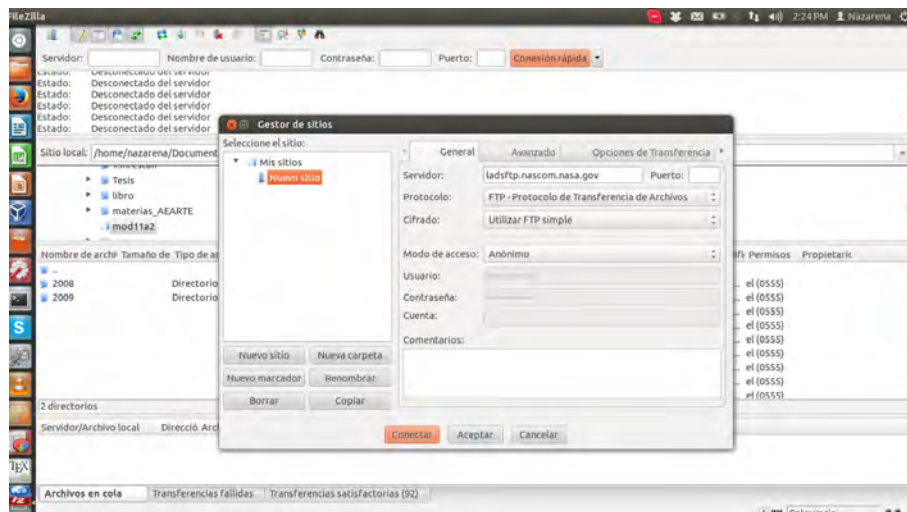 FileZilla
2:24 PM Nazarena
Servidor: Nombre de usuario: Contraseña: Puerto: Conexión rápida
Estado: Desconectado del servidor
Estado: Desconectado del servidor
Estado: Desconectado del servidor
Estado: Desconectado del servidor
Estado: Desconectado del servidor
Gestor de sitios
Seleccione el sitio:
Mis sitios
Nuevo sitio
General Avanzado Opciones de Transferencia
Servidor: ladsftp.nascom.nasa.gov Puerto:
Protocolo: FTP - Protocolo de Transferencia de Archivos
Cifrado: Utilizar FTP simple
Modo de acceso: Anónimo
Usuario:
Contraseña:
Cuenta:
Comentarios:
Nuevo sitio Nueva carpeta
Nuevo marcador Renombrar
Borrar Copiar
Conectar Aceptar Cancelar
Sitio local: /home/nazarena/Document
Tesis
libro
materias_AEARTE
mod11a2
Nombre de archi Tamaño de Tipo de ar
..
2008 Directorio
2009 Directorio
Permisos Propietaric
el (0555)
el (0555)
el (0555)
el (0555)
el (0555)
el (0555)
el (0555)
el (0555)
el (0555)
2 directorios
Servidor/Archivo local Direcció Arc
Archivos en cola Transferencias fallidas Transferencias satisfactorias (92)